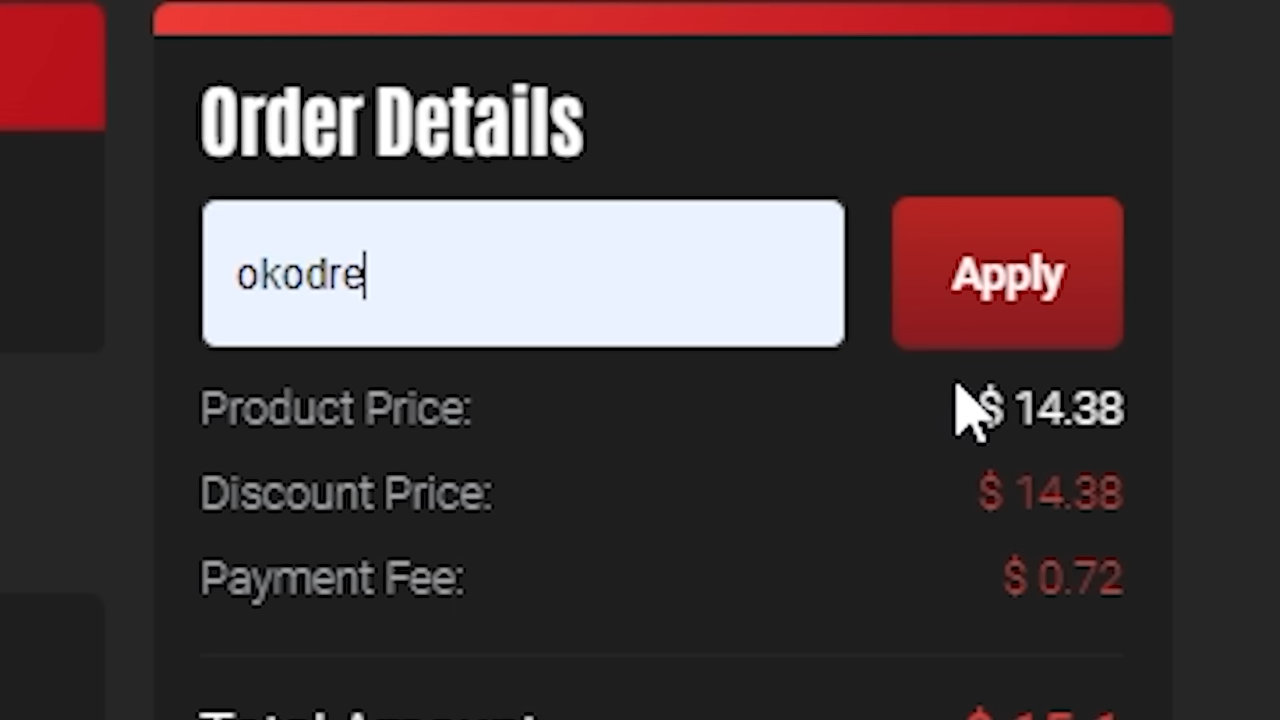 Order Details
okodre
Apply
Product Price:
$ 14.38
Discount Price:
$ 14.38
Payment Fee:
$ 0.72